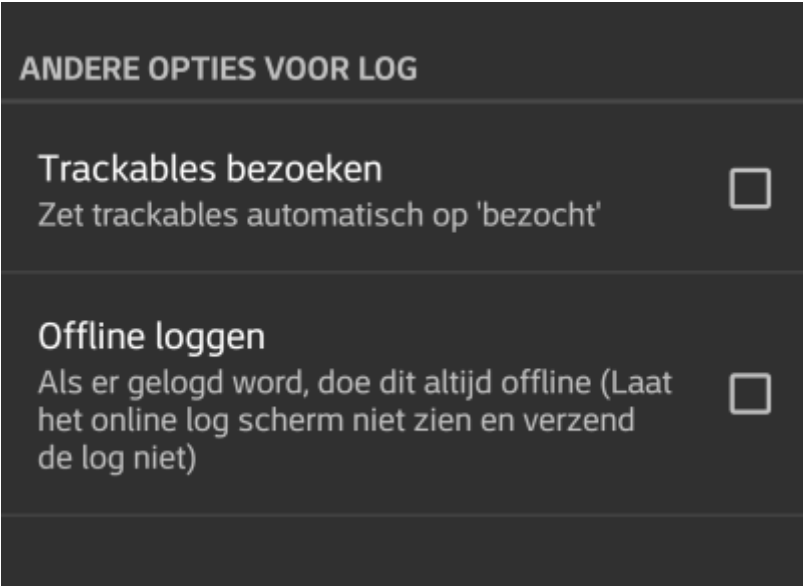 ANDERE OPTIES VOOR LOG
Trackables bezoeken
Zet trackables automatisch op 'bezocht'
Offline loggen
Als er gelogd word, doe dit altijd offline (Laat
het online log scherm niet zien en verzend
de log niet)